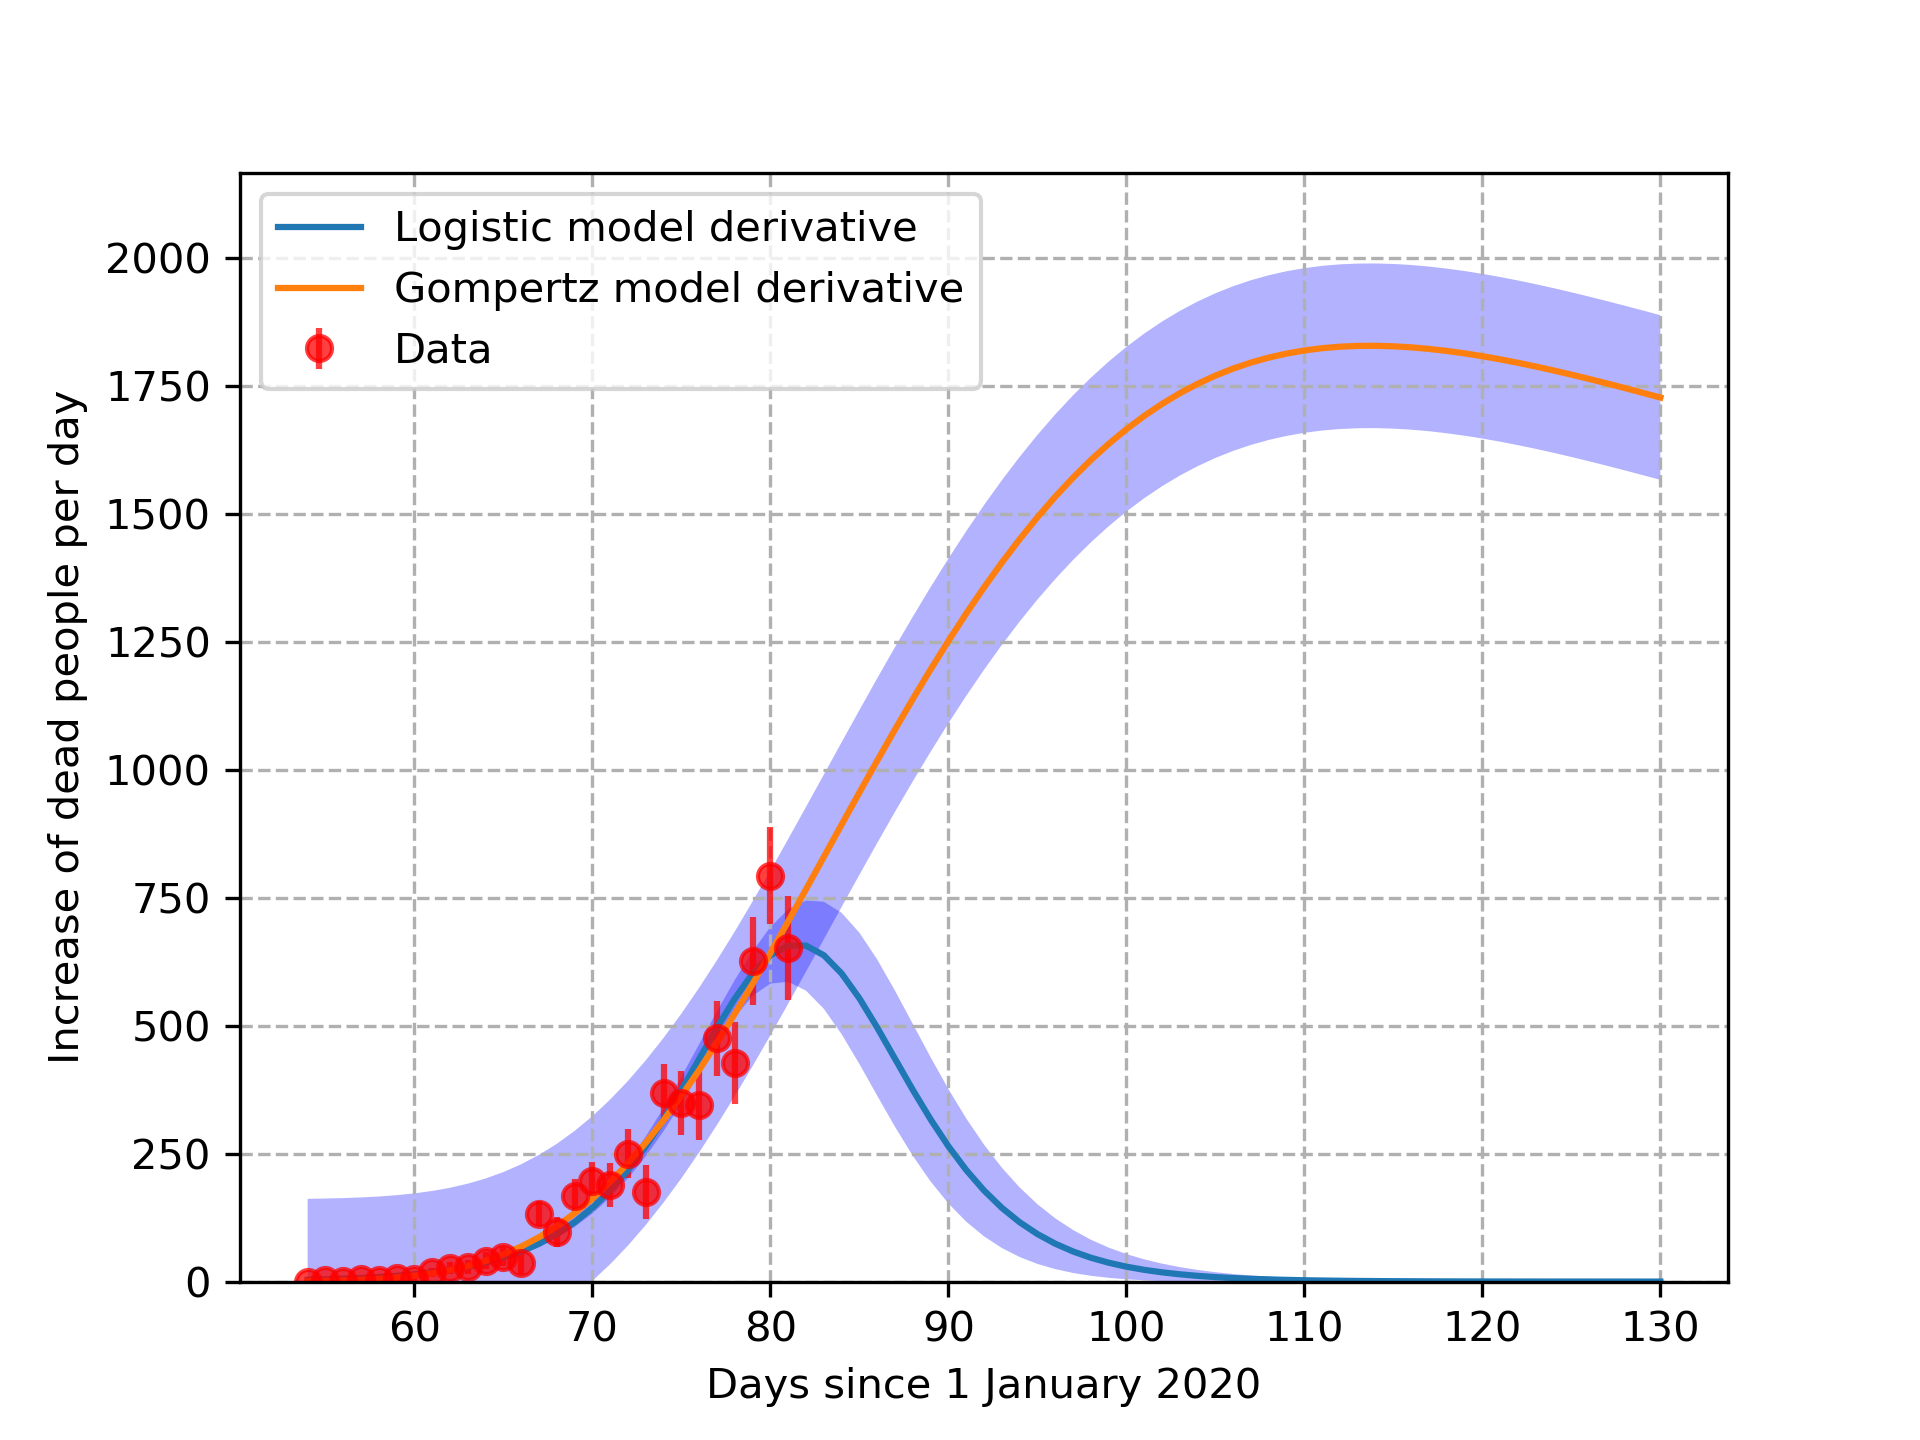 Logistic model derivative
Gompertz model derivative
Data
2000
1750
1500
1250
1000
750
500
250
0
Increase of dead people per day
60 70 80 90 100 110 120 130
Days since 1 January 2020